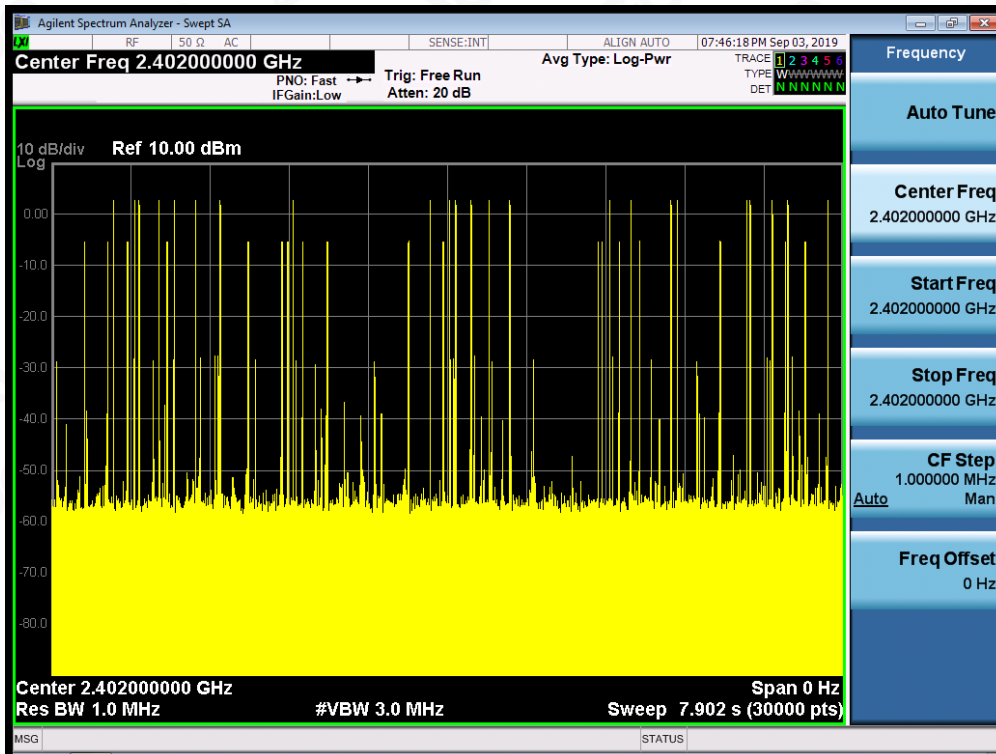 Agilent Spectrum Analyzer - Swept SA
LXI RF 50 Ω AC SENSE:INT ALIGN AUTO 07:46:18 PM Sep 03, 2019
Center Freq 2.402000000 GHz
PNO: Fast
IFGain:Low
Trig: Free Run
Atten: 20 dB
Avg Type: Log-Pwr
TRACE 1 2 3 4 5 6
TYPE WWWWWW
DET N N N N N N
10 dB/div
Log
Ref 10.00 dBm
0.00
-10.0
-20.0
-30.0
-40.0
-50.0
-60.0
-70.0
-80.0
Center 2.402000000 GHz
Span 0 Hz
Res BW 1.0 MHz
#VBW 3.0 MHz
Sweep 7.902 s (30000 pts)
MSG
STATUS
Frequency
Auto Tune
Center Freq
2.402000000 GHz
Start Freq
2.402000000 GHz
Stop Freq
2.402000000 GHz
CF Step
1.000000 MHz
Auto Man
Freq Offset
0 Hz